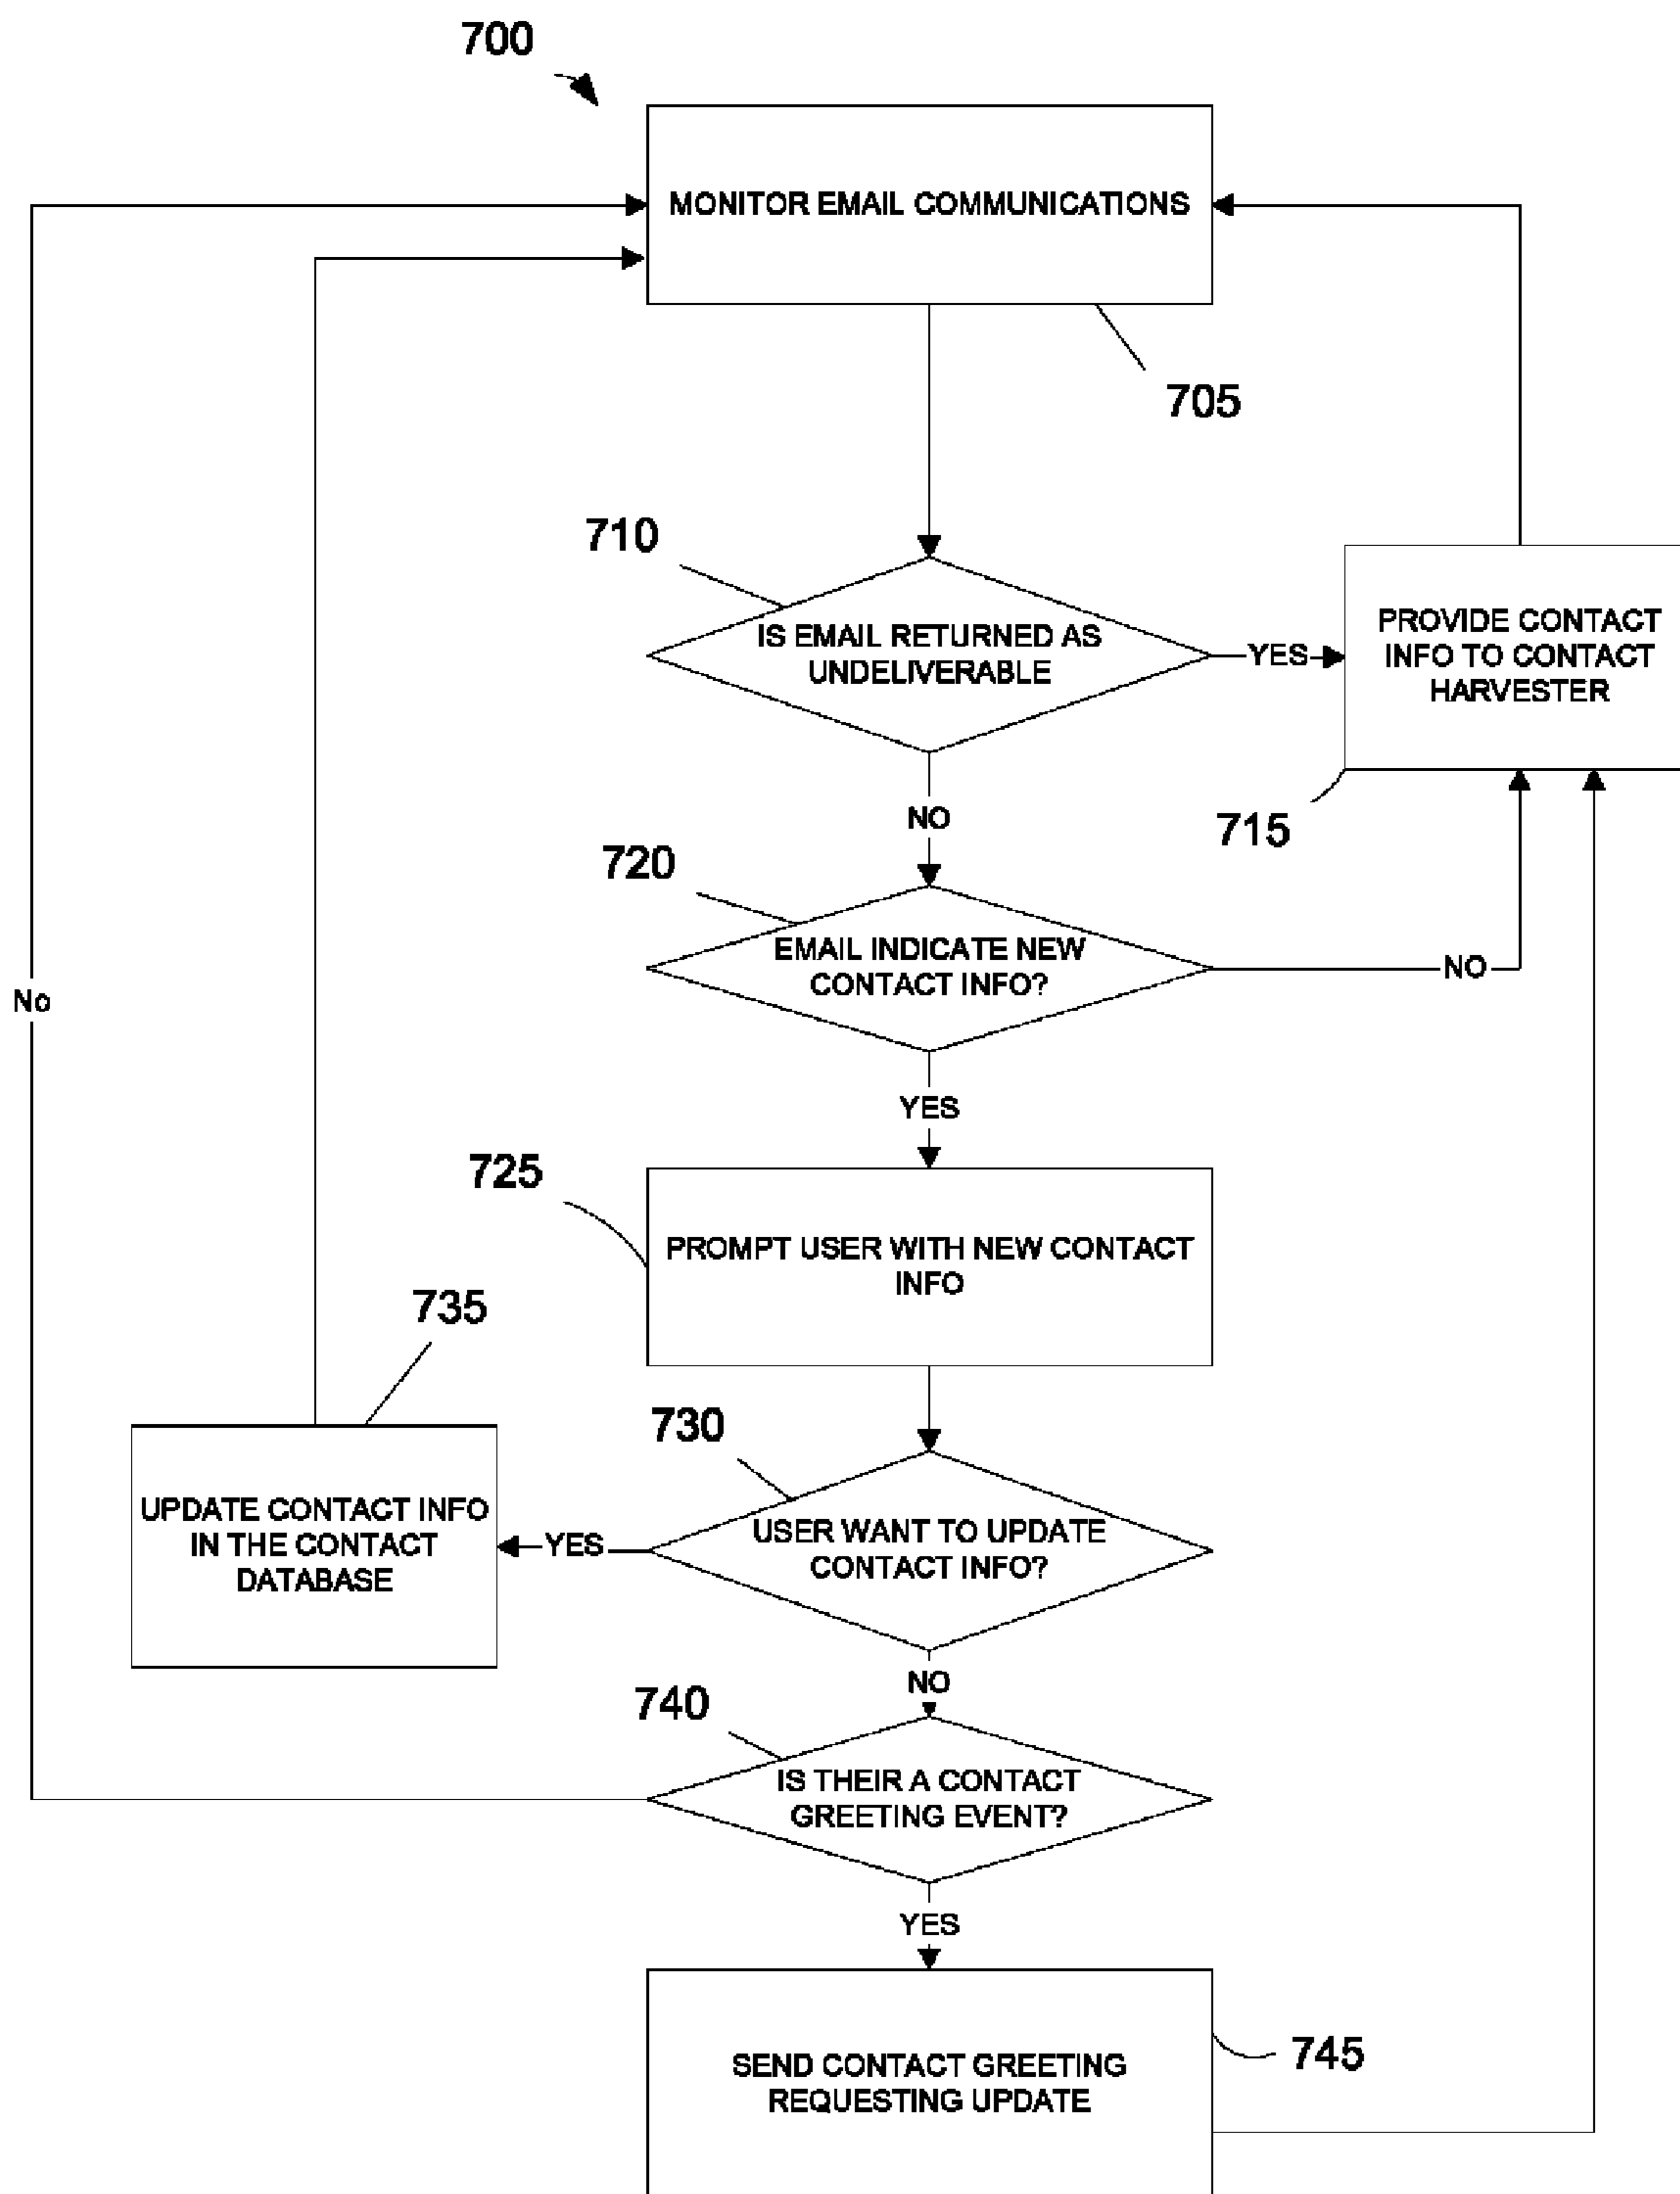 700
MONITOR EMAIL COMMUNICATIONS
705
710
IS EMAIL RETURNED AS
UNDELIVERABLE
YES
PROVIDE CONTACT
INFO TO CONTACT
HARVESTER
715
NO
720
EMAIL INDICATE NEW
CONTACT INFO?
NO
No
YES
725
PROMPT USER WITH NEW CONTACT
INFO
735
730
UPDATE CONTACT INFO
IN THE CONTACT
DATABASE
YES
USER WANT TO UPDATE
CONTACT INFO?
NO
740
IS THEIR A CONTACT
GREETING EVENT?
YES
745
SEND CONTACT GREETING
REQUESTING UPDATE